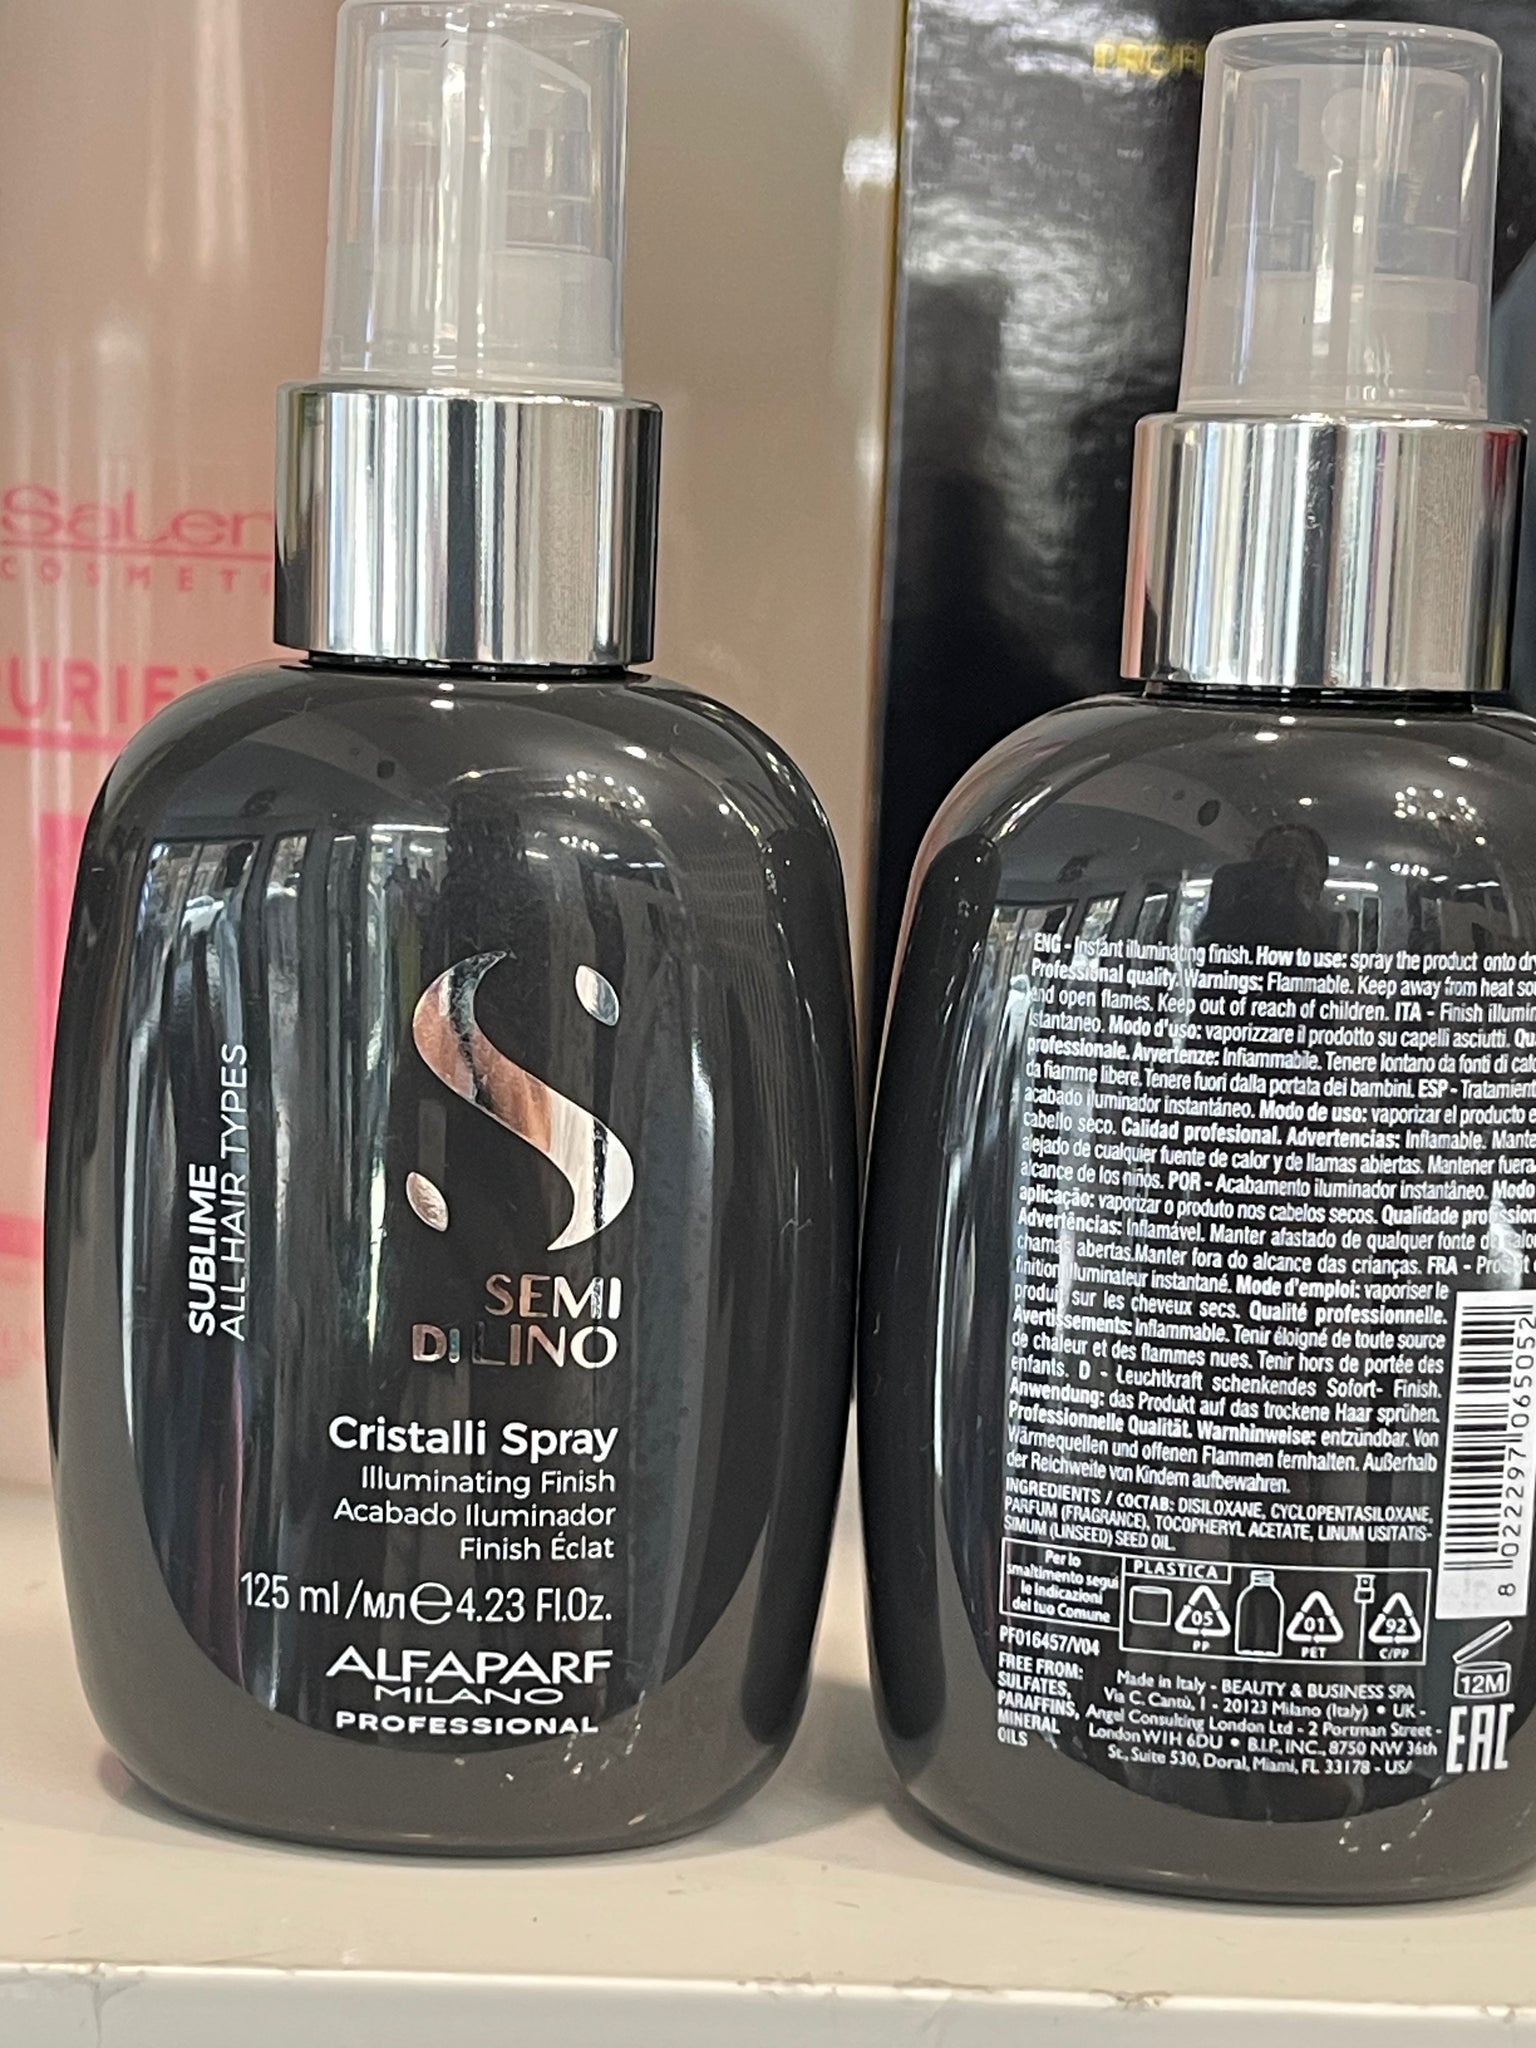 Saler
COSMETI
URIFY
SUBLIME
ALL HAIR TYPES
SEMI
DI LINO
Cristalli Spray
Illuminating Finish
Acabado Iluminador
Finish Éclat
125 ml/мл℮4.23 Fl.Oz.
ALFAPARF
MILANO
PROFESSIONAL
ENG - Instant illuminating finish. How to use: spray the product onto dr
Professional quality. Warnings: Flammable. Keep away from heat sou
and open flames. Keep out of reach of children. ITA - Finish illumin
istantaneo. Modo d'uso: vaporizzare il prodotto su capelli asciutti. Qu
professionale. Avvertenze: Infiammabile. Tenere lontano da fonti di calo
da fiamme libere. Tenere fuori dalla portata dei bambini. ESP - Tratamient
acabado iluminador instantáneo. Modo de uso: vaporizar el producto e
cabello seco. Calidad profesional. Advertencias: Inflamable. Mante
alejado de cualquier fuente de calor y de llamas abiertas. Mantener fuera
alcance de los niños. POR - Acabamento iluminador instantâneo. Modo
aplicação: vaporizar o produto nos cabelos secos. Qualidade profission
Advertências: Inflamável. Manter afastado de qualquer fonte de calo
chamas abertas.Manter fora do alcance das crianças. FRA - Produit
finition illuminateur instantané. Mode d'emploi: vaporiser le
produit sur les cheveux secs. Qualité professionnelle.
Avertissements: Inflammable. Tenir éloigné de toute source
de chaleur et des flammes nues. Tenir hors de portée des
enfants. D - Leuchtkraft schenkendes Sofort- Finish.
Anwendung: das Produkt auf das trockene Haar sprühen.
Professionnelle Qualität. Warnhinweise: entzündbar. Von
Wärmequellen und offenen Flammen fernhalten. Außerhalb
der Reichweite von Kindern aufbewahren.
INGREDIENTS / СОСТАВ: DISILOXANE, CYCLOPENTASILOXANE,
PARFUM (FRAGRANCE), TOCOPHERYL ACETATE, LINUM USITATIS-
SIMUM (LINSEED) SEED OIL.
Per lo
smaltimento segui
le indicazioni
del tuo Comune
PLASTICA
05
PP
01
PET
92
C/PP
8 022297 065052
PF016457/V04
FREE FROM:
SULFATES,
PARAFFINS,
MINERAL
OILS
Made in Italy - BEAUTY & BUSINESS SPA
Via C. Cantù, 1 - 20123 Milano (Italy) • UK -
Angel Consulting London Ltd - 2 Portman Street -
London W1H 6DU • B.I.P., INC., 8750 NW 36th
St., Suite 530, Doral, Miami, FL 33178 - USA
12M
EAC